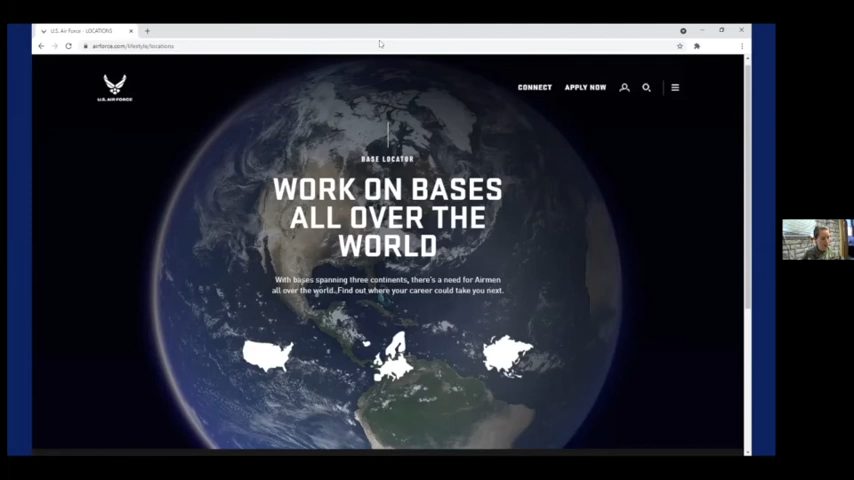 U.S. Air Force - LOCATIONS
airforce.com/lifestyle/locations
U.S. AIR FORCE
CONNECT
APPLY NOW
BASE LOCATOR
WORK ON BASES
ALL OVER THE
WORLD
With bases spanning three continents, there's a need for Airmen
all over the world. Find out where your career could take you next.